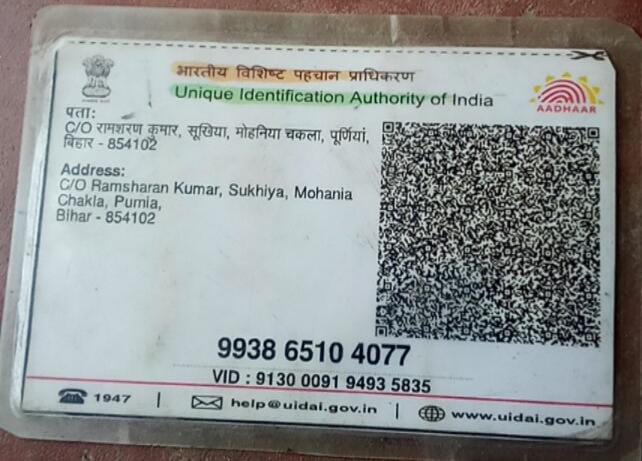 भारतीय विशिष्ट पहचान प्राधिकरण
Unique Identification Authority of India
AADHAAR
पता:
C/O रामशरण कुमार, सूखिया, मोहनिया चकला, पूर्णियां,
बिहार - 854102
Address:
C/O Ramsharan Kumar, Sukhiya, Mohania
Chakla, Purnia,
Bihar - 854102
9938 6510 4077
VID : 9130 0091 9493 5835
1947 | help@uidai.gov.in | www.uidai.gov.in